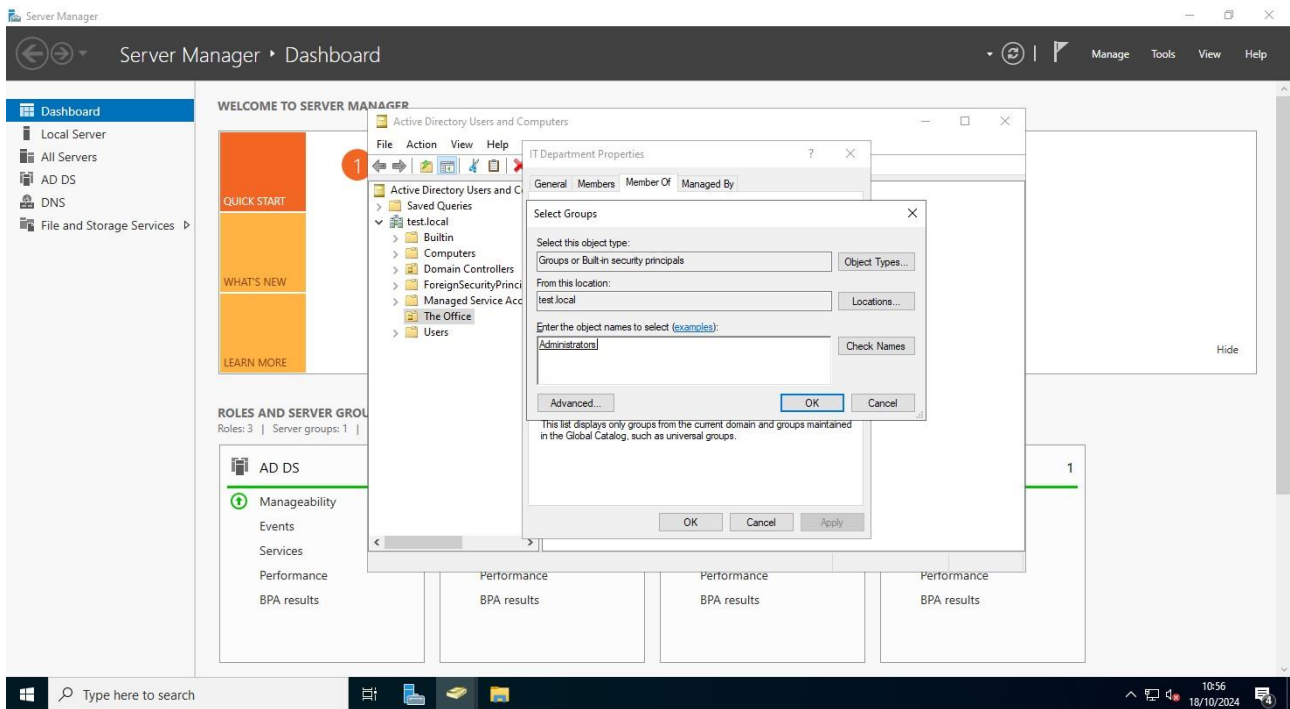 Server Manager
Server Manager • Dashboard
Manage Tools View Help
Dashboard
Local Server
All Servers
AD DS
DNS
File and Storage Services
WELCOME TO SERVER MANAGER
QUICK START
WHAT'S NEW
LEARN MORE
1
Hide
ROLES AND SERVER GROU
Roles: 3 | Server groups: 1 |
AD DS
Manageability
Events
Services
Performance
BPA results
Performance
BPA results
Performance
BPA results
1
Performance
BPA results
Active Directory Users and Computers
File Action View Help
Active Directory Users and C
Saved Queries
test.local
Builtin
Computers
Domain Controllers
ForeignSecurityPrinci
Managed Service Acc
The Office
Users
IT Department Properties
General Members Member Of Managed By
Select Groups
Select this object type:
Groups or Built-in security principals
Object Types...
From this location:
test.local
Locations...
Enter the object names to select (examples):
Administrators
Check Names
Advanced...
OK
Cancel
This list displays only groups from the current domain and groups maintained
in the Global Catalog, such as universal groups.
OK
Cancel
Apply
Type here to search
10:56
18/10/2024
4